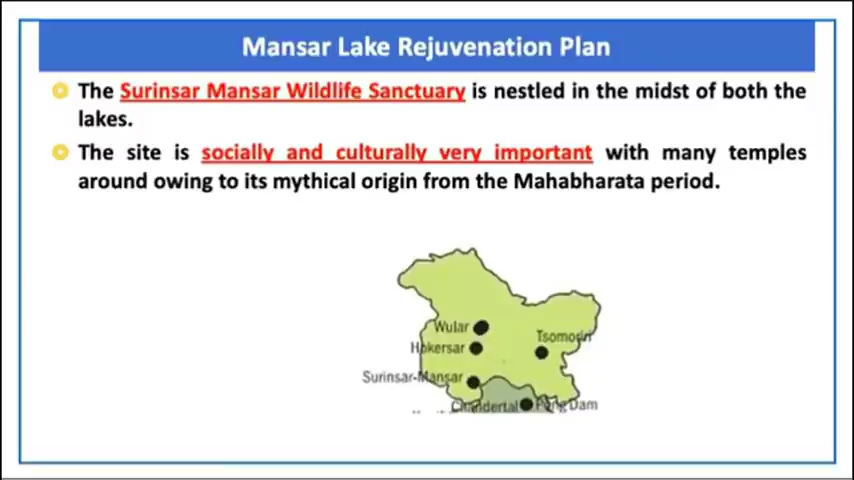 Mansar Lake Rejuvenation Plan
The Surinsar Mansar Wildlife Sanctuary is nestled in the midst of both the
lakes.
The site is socially and culturally very important with many temples
around owing to its mythical origin from the Mahabharata period.
Wular
Hokersar
Tsomoriri
Surinsar-Mansar
Chandertal
Pong Dam